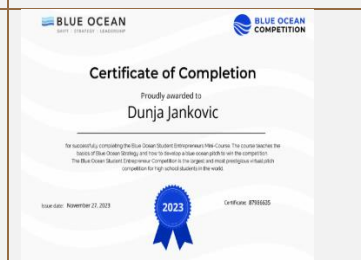 BLUE OCEAN
SHIFT · STRATEGY · LEADERSHIP
BLUE OCEAN
COMPETITION
Certificate of Completion
Proudly awarded to
Dunja Jankovic
for successfully completing the Blue Ocean Student Entrepreneurs Mini-Course. The course teaches the
basics of Blue Ocean Strategy and how to develop a blue ocean pitch to win the competition.
The Blue Ocean Student Entrepreneur Competition is the largest and most prestigious virtual pitch
competition for high school students in the world.
Issue date: November 27, 2023
2023
Certificate: 87956635